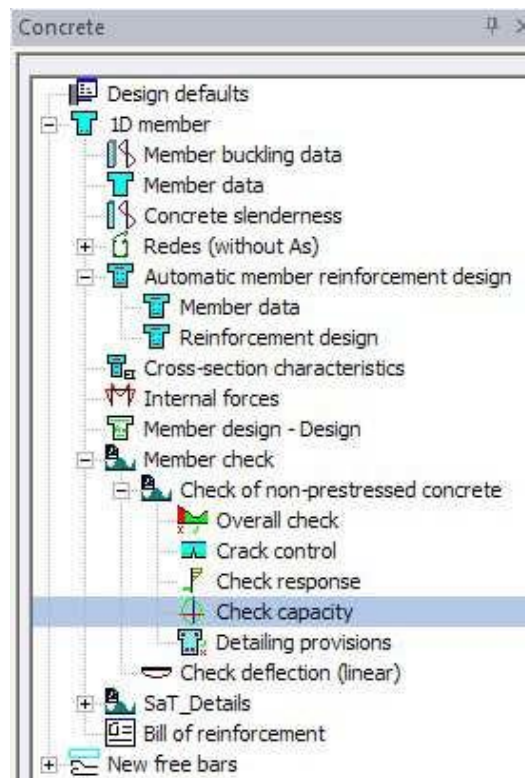 Concrete
Design defaults
1D member
Member buckling data
Member data
Concrete slenderness
Redes (without As)
Automatic member reinforcement design
Member data
Reinforcement design
Cross-section characteristics
Internal forces
Member design - Design
Member check
Check of non-prestressed concrete
Overall check
Crack control
Check response
Check capacity
Detailing provisions
Check deflection (linear)
SaT_Details
Bill of reinforcement
New free bars